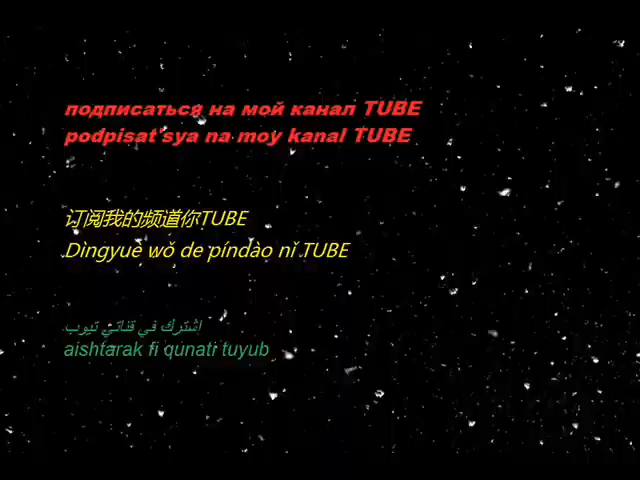 подписаться на мой канал TUBE
podpisat'sya na moy kanal TUBE
订阅我的频道你TUBE
Dìngyuè wǒ de píndào nǐ TUBE
اشترك في قناتي تيوب
aishtarak fi qunati tuyub